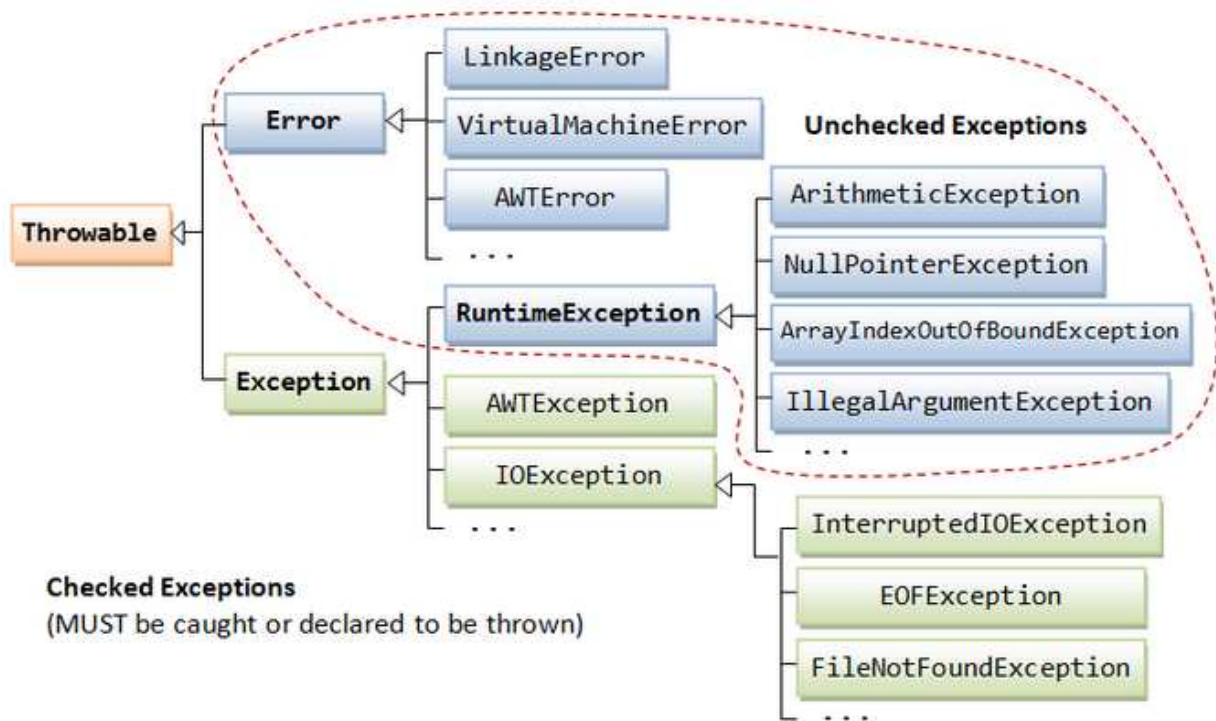 LinkageError
Error
VirtualMachineError
Unchecked Exceptions
AWTError
ArithmeticException
Throwable
...
NullPointerException
RuntimeException
ArrayIndexOutOfBoundException
Exception
AWTException
IllegalArgumentException
...
IOException
...
InterruptedIOException
Checked Exceptions
(MUST be caught or declared to be thrown)
EOFException
FileNotFoundException
...